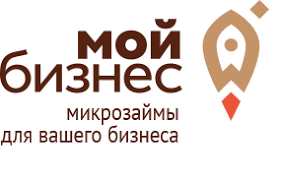 мой
бизнес
микрозаймы
для вашего бизнеса